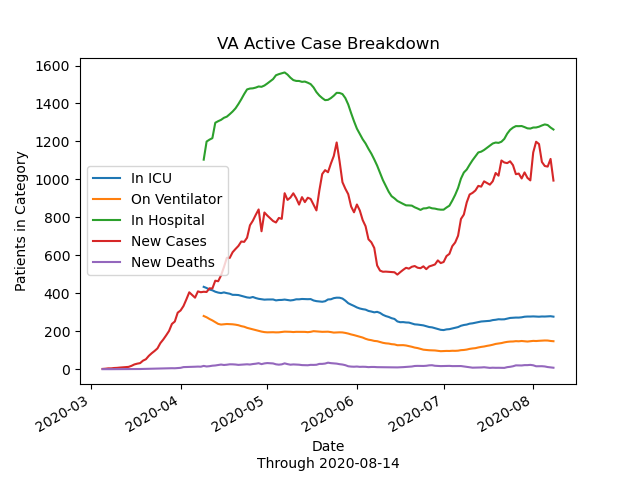 VA Active Case Breakdown
Patients in Category
1600
1400
1200
1000
800
600
400
200
0
In ICU
On Ventilator
In Hospital
New Cases
New Deaths
2020-03
2020-04
2020-05
2020-06
2020-07
2020-08
Date
Through 2020-08-14